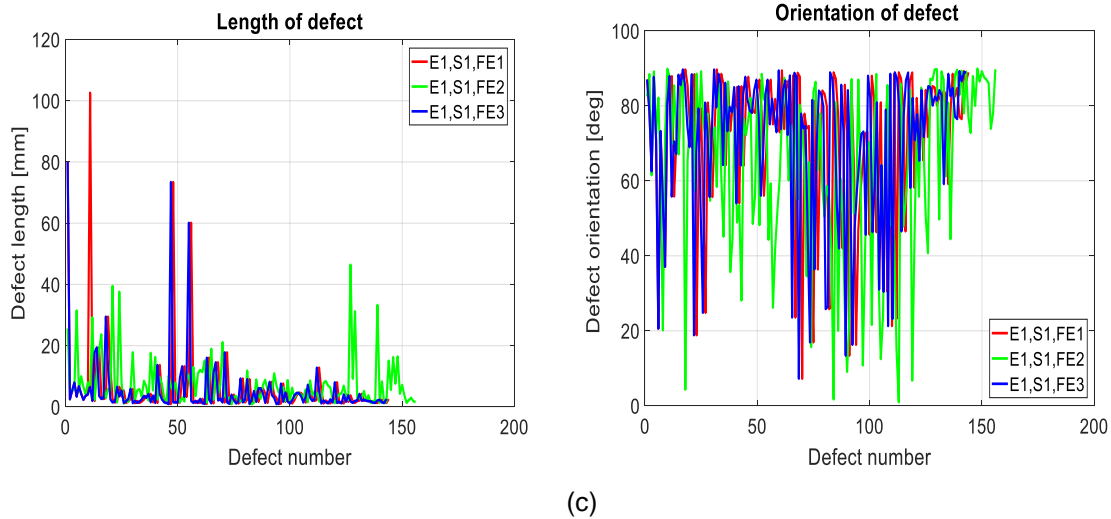 Length of defect
120
100
80
60
40
20
0
Defect length [mm]
E1,S1,FE1
E1,S1,FE2
E1,S1,FE3
0 50 100 150 200
Defect number
Orientation of defect
100
80
60
40
20
0
Defect orientation [deg]
E1,S1,FE1
E1,S1,FE2
E1,S1,FE3
0 50 100 150 200
Defect number
(c)